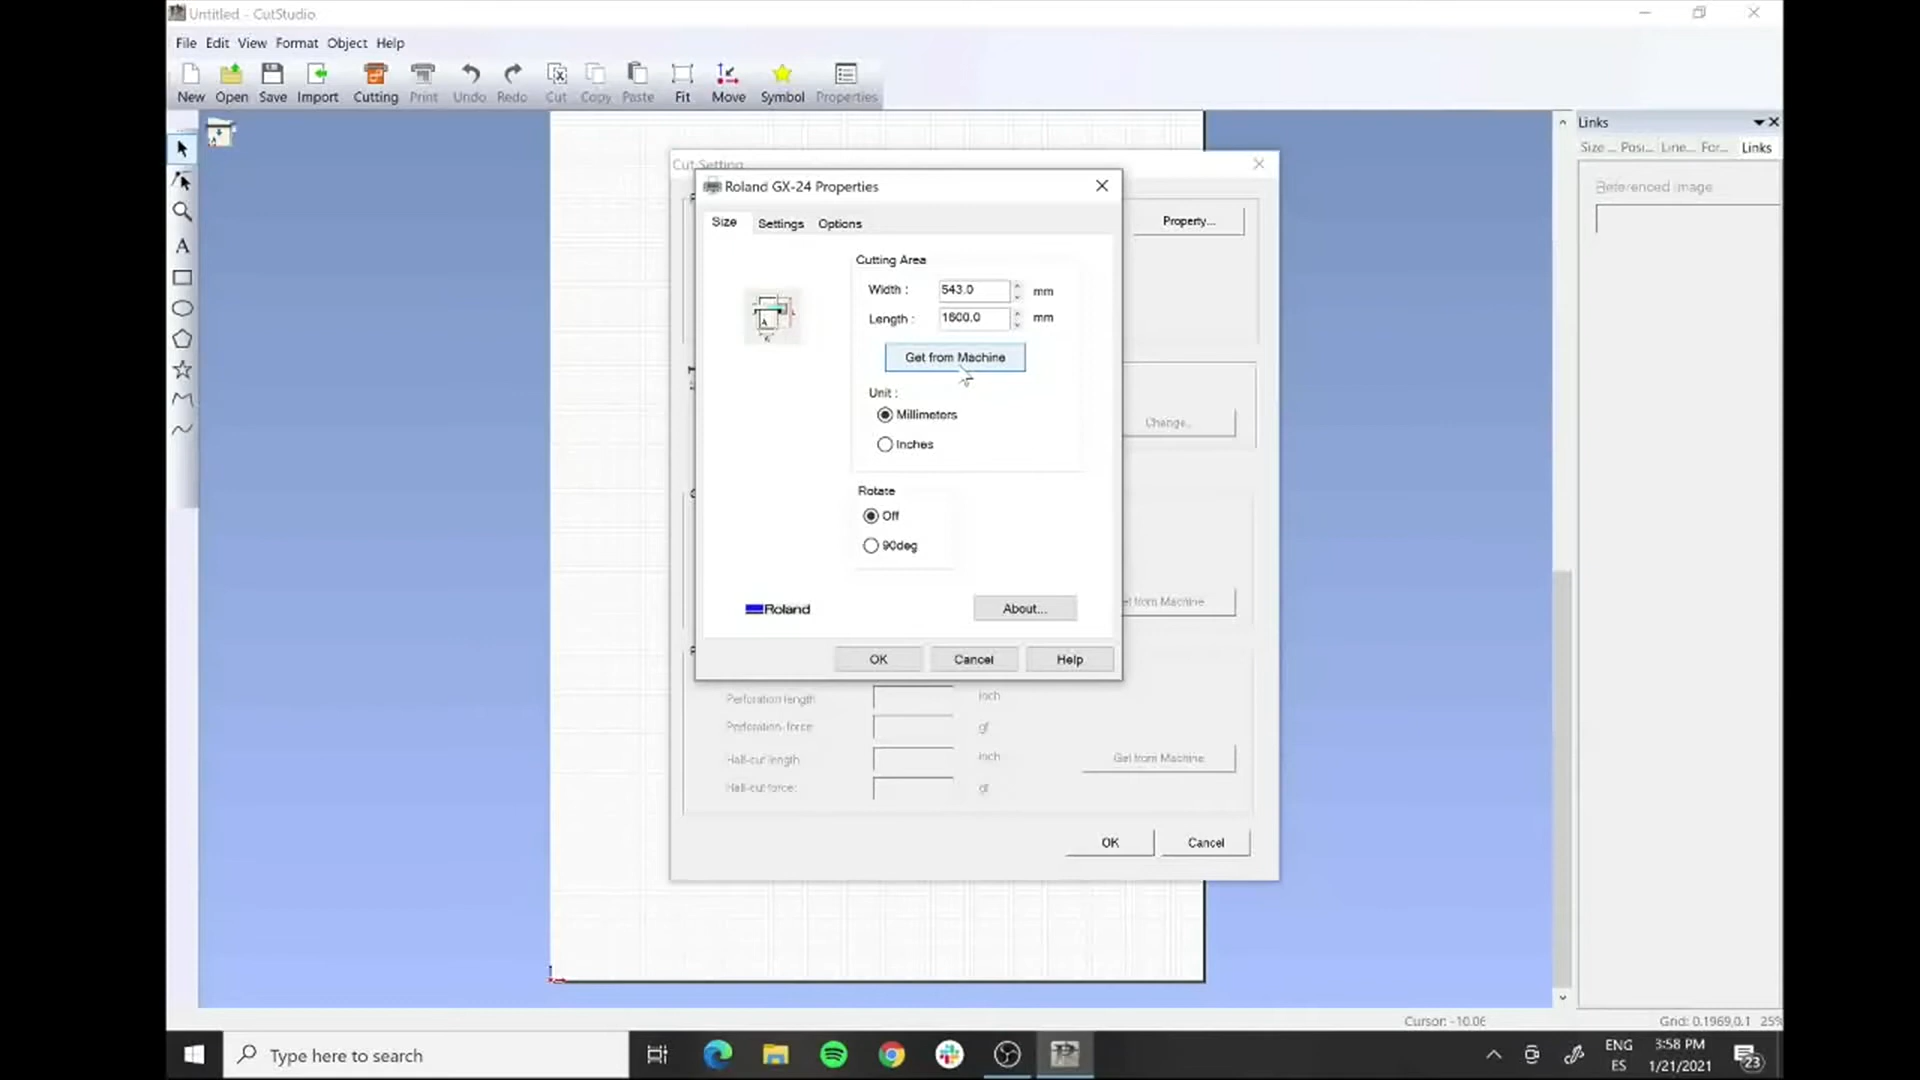 Untitled - CutStudio
File Edit View Format Object Help
New Open Save Import Cutting Print Undo Redo Cut Copy Paste Fit Move Symbol Properties
Links
Size ... Posi... Line... For... Links
Referenced image
Cut Setting
Property...
Change..
Roland GX-24 Properties
Size Settings Options
Cutting Area
Width : 543.0 mm
Length : 1600.0 mm
Get from Machine
Unit :
Millimeters
Inches
Rotate
Off
90deg
Roland
About...
OK Cancel Help
from Machine
Perforation length inch
Perforation-force gf
Half-cut length inch
Get from Machine
Half-cut force: gf
OK Cancel
Cursor: -10.06
Grid: 0.1969,0.1 25%
Type here to search
ENG
ES
3:58 PM
1/21/2021
23